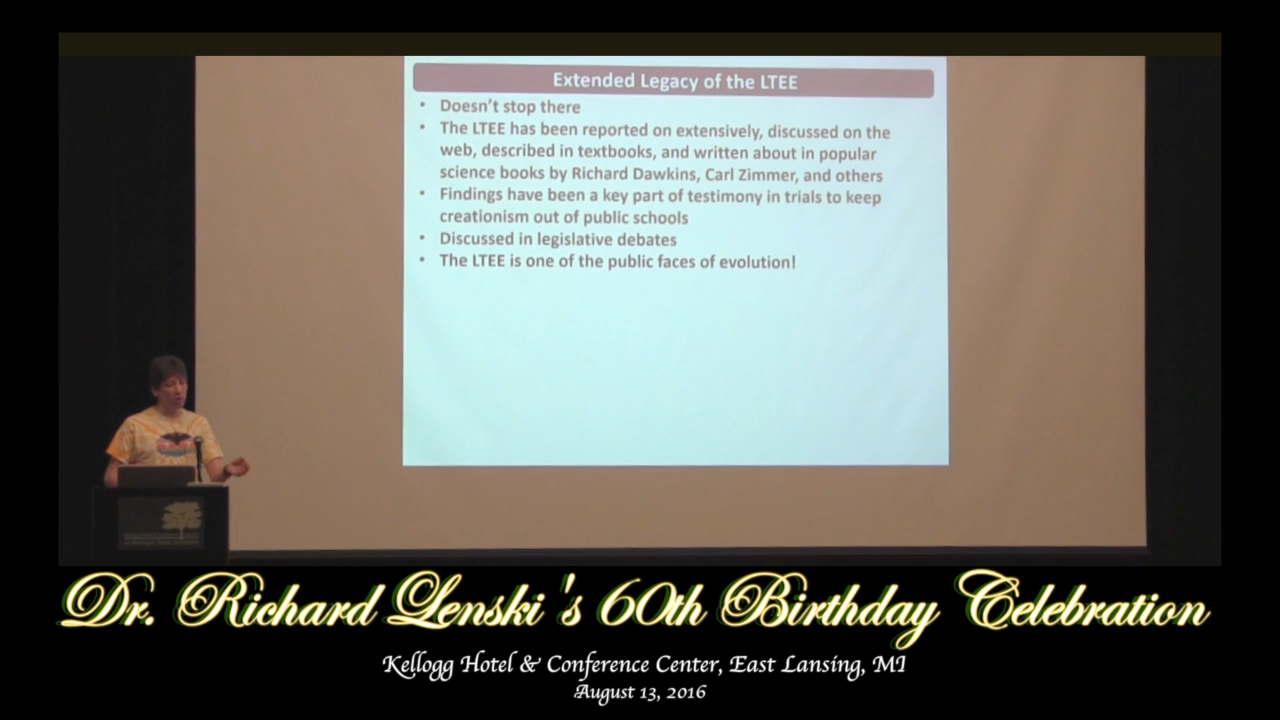 Extended Legacy of the LTEE
• Doesn't stop there
• The LTEE has been reported on extensively, discussed on the
web, described in textbooks, and written about in popular
science books by Richard Dawkins, Carl Zimmer, and others
• Findings have been a key part of testimony in trials to keep
creationism out of public schools
• Discussed in legislative debates
• The LTEE is one of the public faces of evolution!
Dr. Richard Lenski's 60th Birthday Celebration
Kellogg Hotel & Conference Center, East Lansing, MI
August 13, 2016